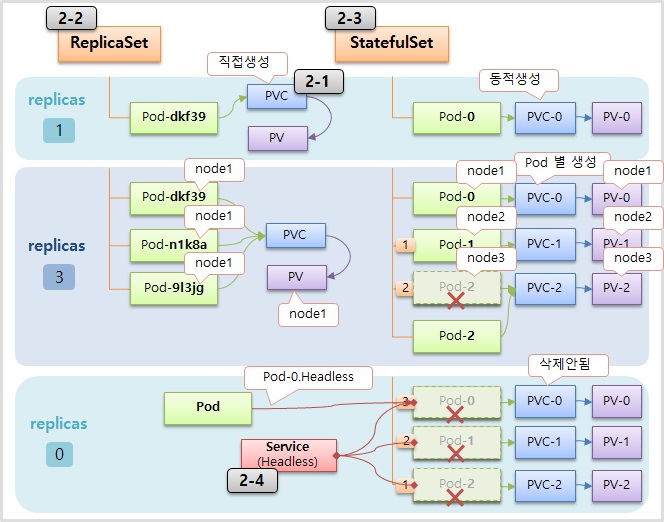 2-2
ReplicaSet
2-3
StatefulSet
직접생성
2-1
동적생성
replicas
1
Pod-dkf39
PVC
PV
Pod-0
PVC-0
PV-0
replicas
3
node1
Pod-dkf39
node1
Pod-n1k8a
node1
Pod-9l3jg
PVC
PV
node1
node1
Pod 별 생성
node1
Pod-0
PVC-0
PV-0
node2
node2
1
Pod-1
PVC-1
PV-1
node3
node3
2
Pod-2
PVC-2
PV-2
Pod-2
replicas
0
삭제안됨
Pod-0.Headless
Pod
3
Pod-0
PVC-0
PV-0
Service
(Headless)
2-4
2
Pod-1
PVC-1
PV-1
1
Pod-2
PVC-2
PV-2